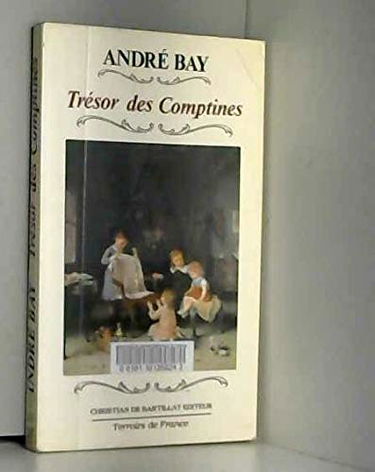 ANDRÉ BAY
Trésor des Comptines
CHRISTIAN DE BARTILLAT EDITEUR
Terroirs de France
ANDRÉ BAY Trésor des Comptines